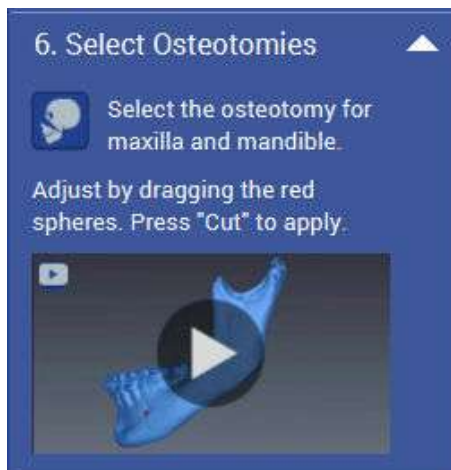 6. Select Osteotomies
Select the osteotomy for
maxilla and mandible.
Adjust by dragging the red
spheres. Press "Cut" to apply.